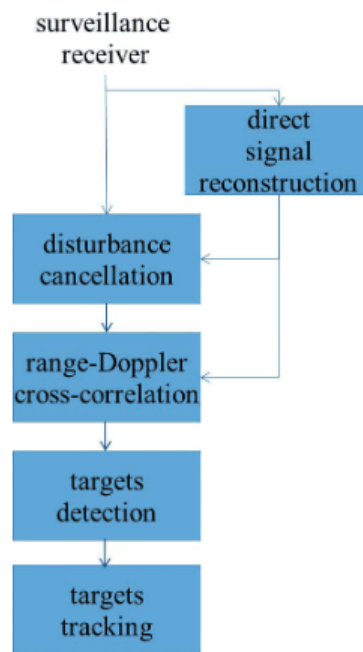 surveillance
receiver
direct
signal
reconstruction
disturbance
cancellation
range-Doppler
cross-correlation
targets
detection
targets
tracking